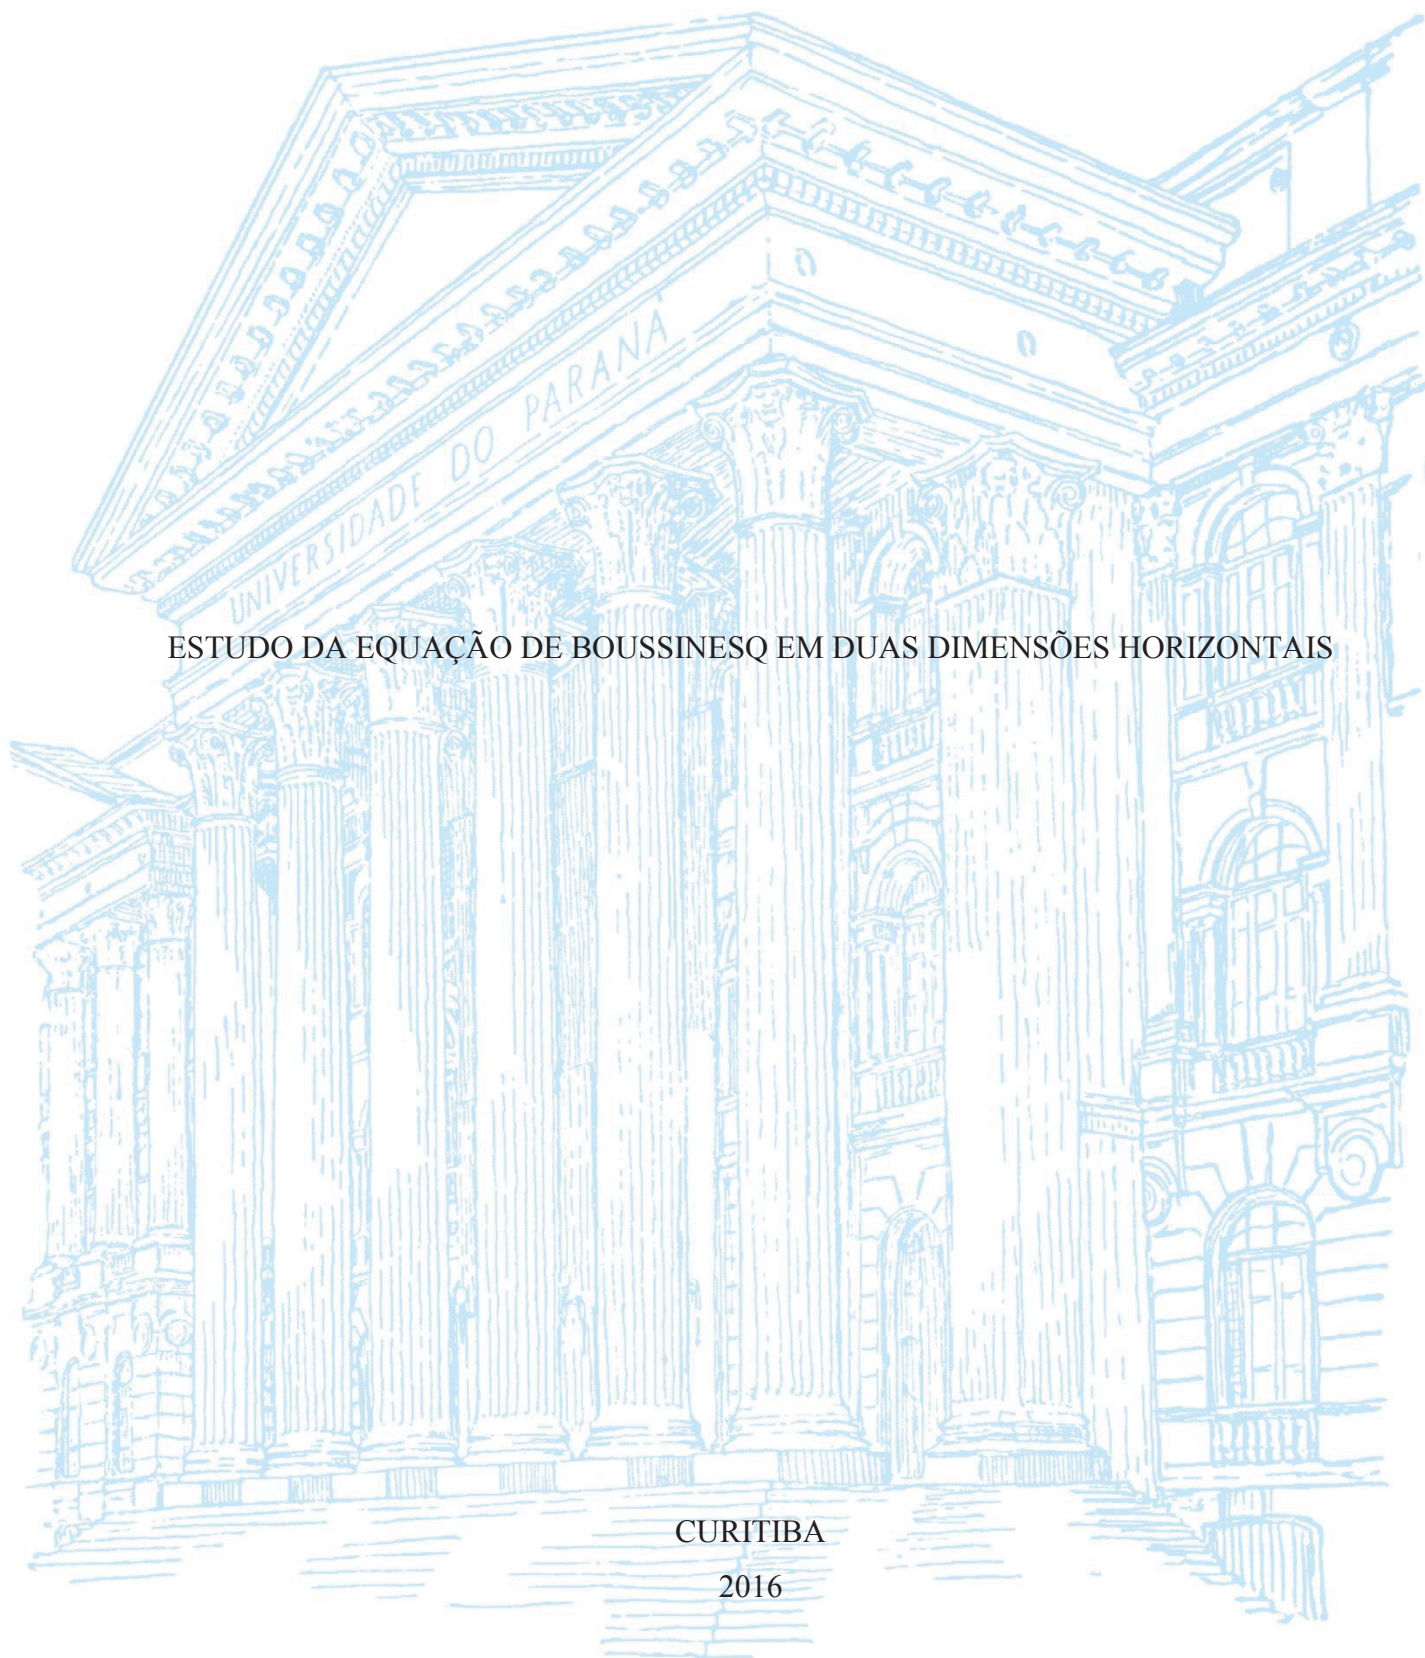 UNIVERSIDADE DO PARANÁ
ESTUDO DA EQUAÇÃO DE BOUSSINESQ EM DUAS DIMENSÕES HORIZONTAIS
CURITIBA
2016